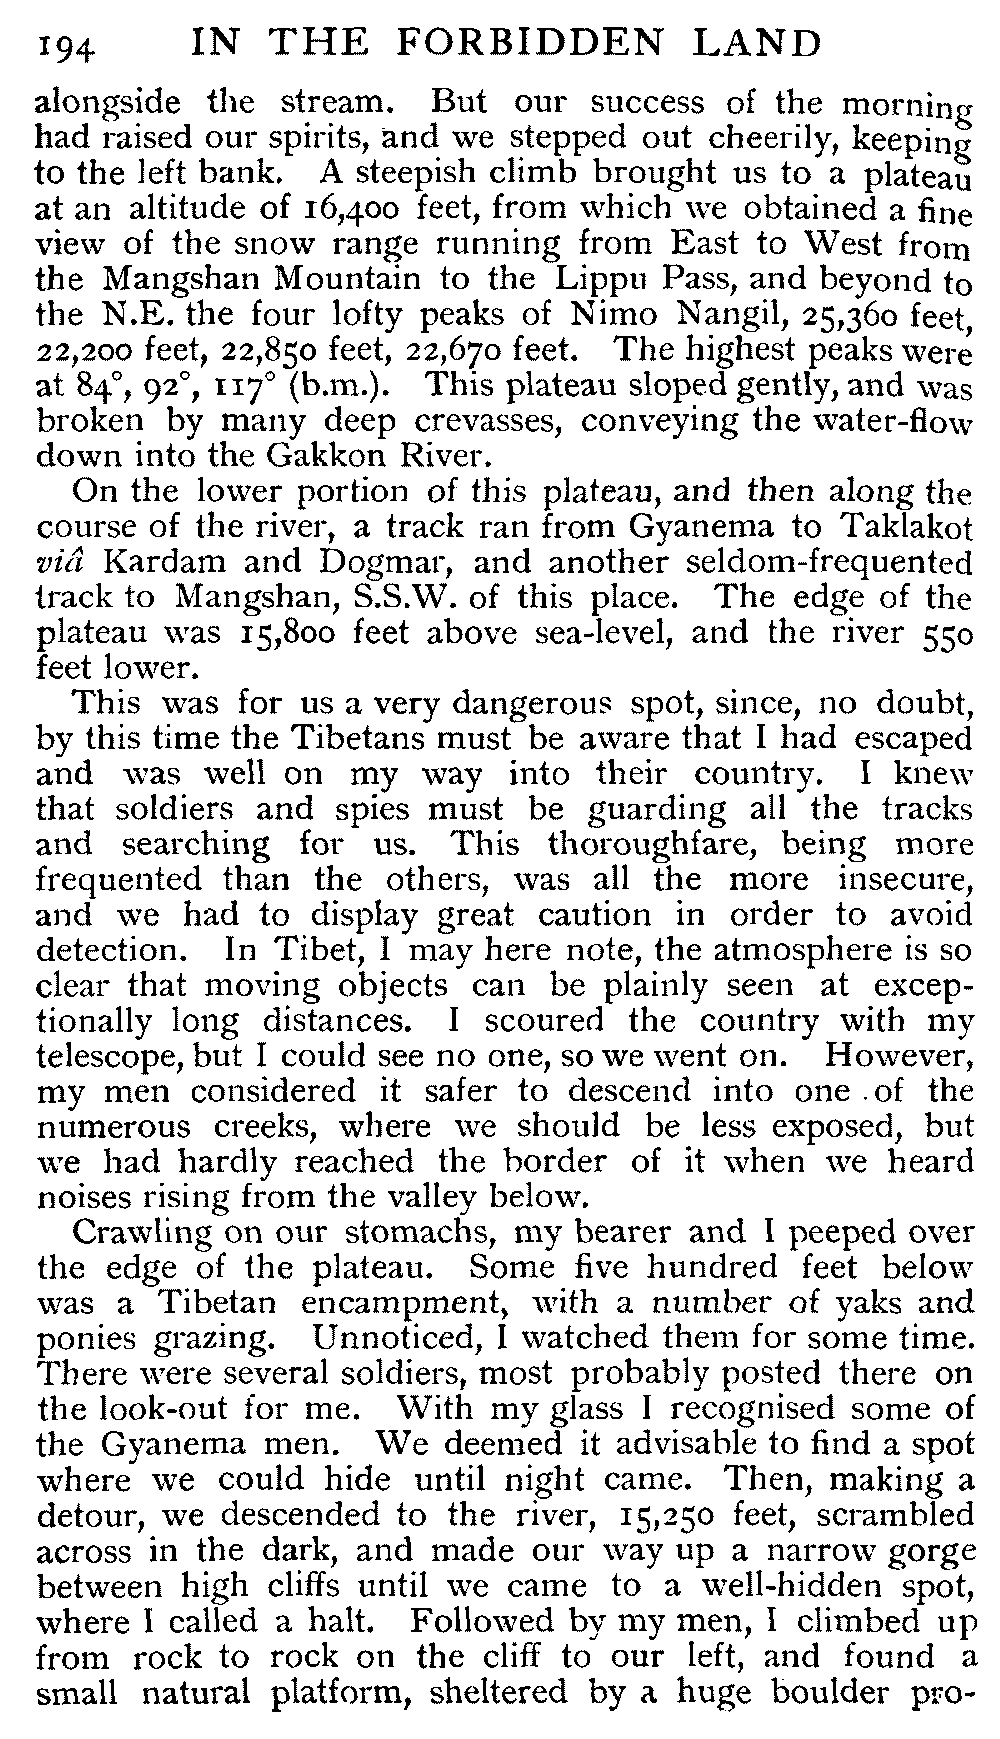 194 IN THE FORBIDDEN LAND
alongside the stream. But our success of the morning
had raised our spirits, and we stepped out cheerily, keeping
to the left bank. A steepish climb brought us to a plateau
at an altitude of 16,400 feet, from which we obtained a fine
view of the snow range running from East to West from
the Mangshan Mountain to the Lippu Pass, and beyond to
the N.E. the four lofty peaks of Nimo Nangil, 25,360 feet,
22,200 feet, 22,850 feet, 22,670 feet. The highest peaks were
at 84°, 92°, 117° (b.m.). This plateau sloped gently, and was
broken by many deep crevasses, conveying the water-flow
down into the Gakkon River.
On the lower portion of this plateau, and then along the
course of the river, a track ran from Gyanema to Taklakot
viâ Kardam and Dogmar, and another seldom-frequented
track to Mangshan, S.S.W. of this place. The edge of the
plateau was 15,800 feet above sea-level, and the river 550
feet lower.
This was for us a very dangerous spot, since, no doubt,
by this time the Tibetans must be aware that I had escaped
and was well on my way into their country. I knew
that soldiers and spies must be guarding all the tracks
and searching for us. This thoroughfare, being more
frequented than the others, was all the more insecure,
and we had to display great caution in order to avoid
detection. In Tibet, I may here note, the atmosphere is so
clear that moving objects can be plainly seen at excep-
tionally long distances. I scoured the country with my
telescope, but I could see no one, so we went on. However,
my men considered it safer to descend into one of the
numerous creeks, where we should be less exposed, but
we had hardly reached the border of it when we heard
noises rising from the valley below.
Crawling on our stomachs, my bearer and I peeped over
the edge of the plateau. Some five hundred feet below
was a Tibetan encampment, with a number of yaks and
ponies grazing. Unnoticed, I watched them for some time.
There were several soldiers, most probably posted there on
the look-out for me. With my glass I recognised some of
the Gyanema men. We deemed it advisable to find a spot
where we could hide until night came. Then, making a
detour, we descended to the river, 15,250 feet, scrambled
across in the dark, and made our way up a narrow gorge
between high cliffs until we came to a well-hidden spot,
where I called a halt. Followed by my men, I climbed up
from rock to rock on the cliff to our left, and found a
small natural platform, sheltered by a huge boulder pro-